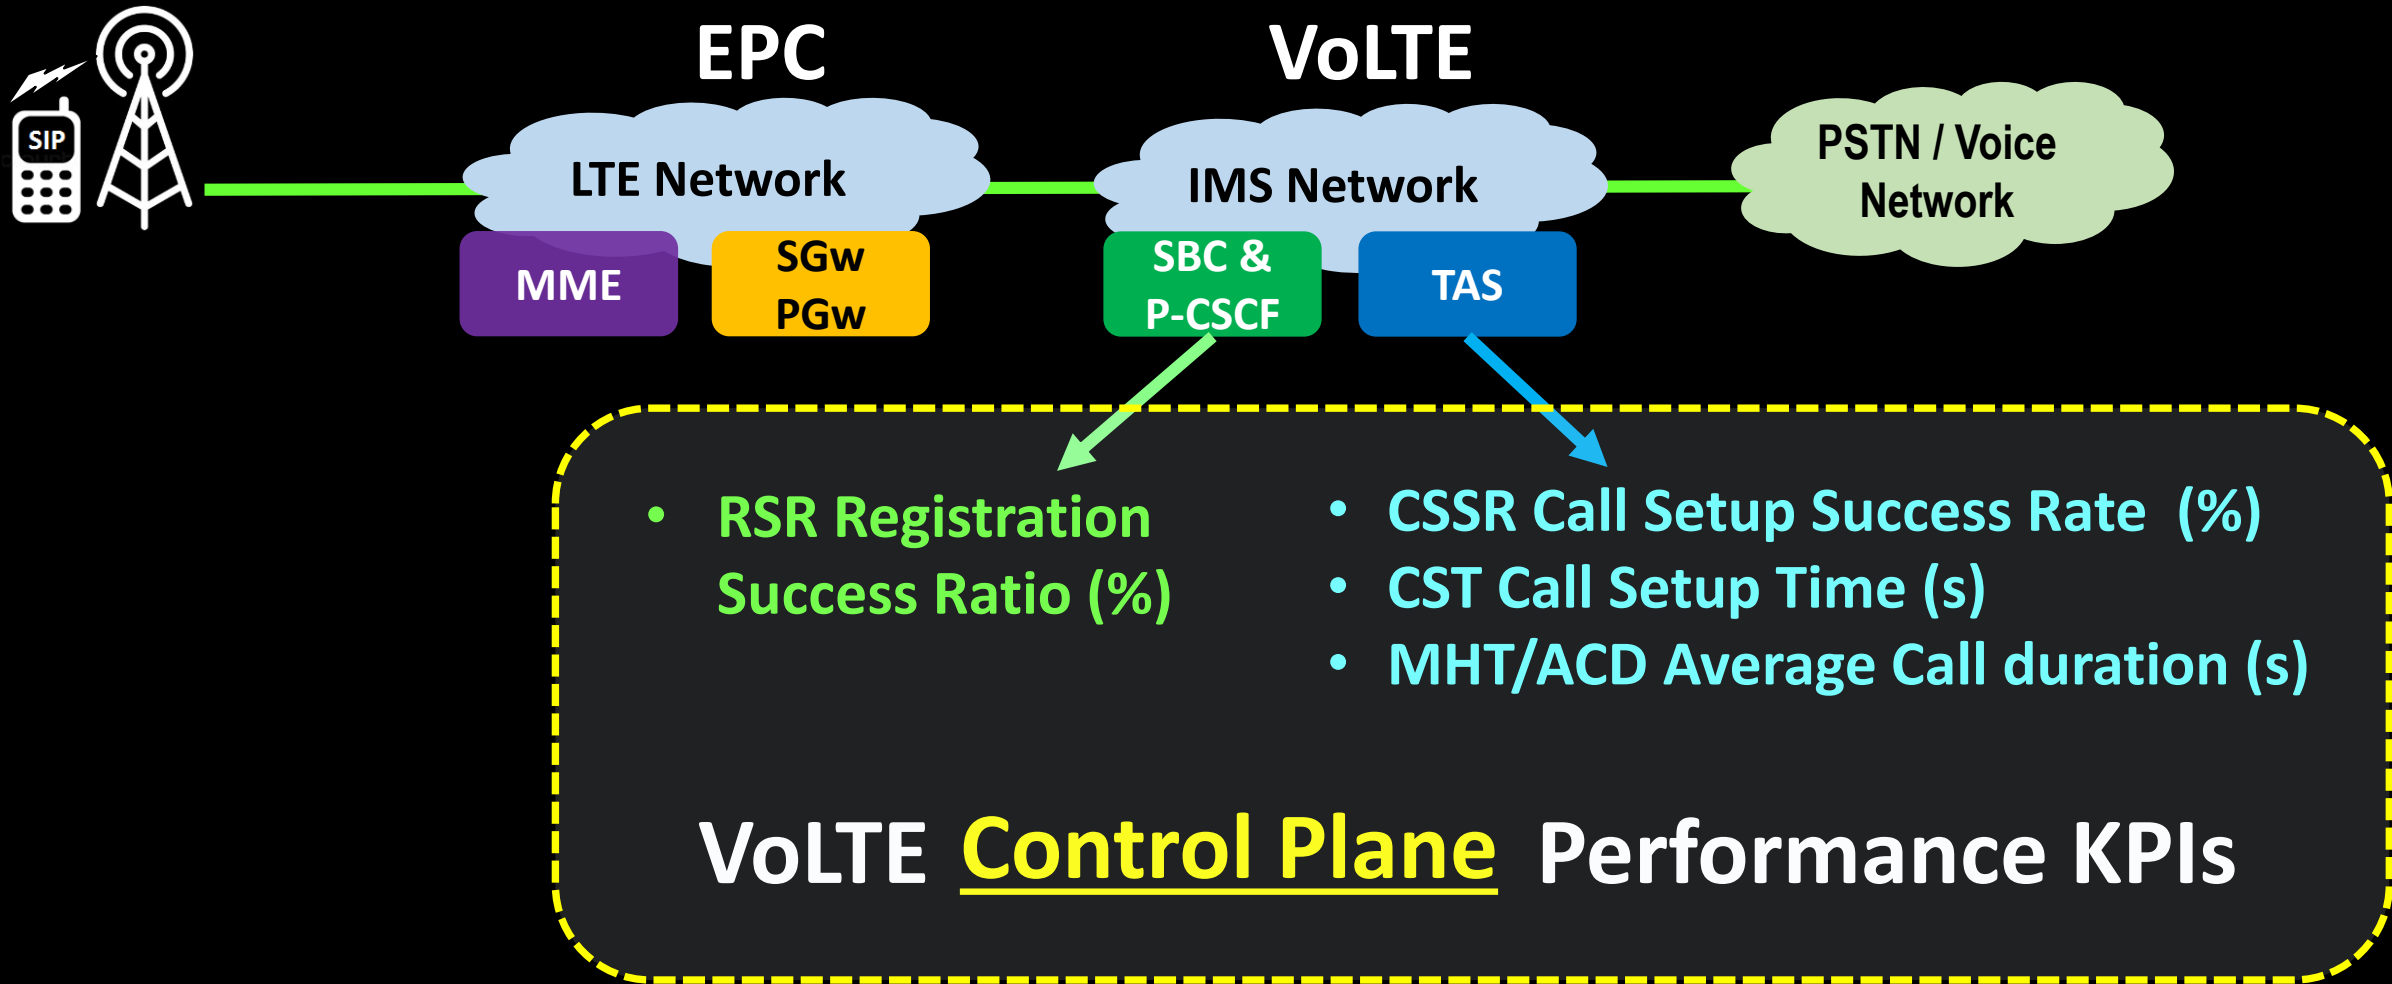 EPC
VoLTE
SIP
LTE Network
IMS Network
PSTN / Voice
Network
MME
SGw
PGw
SBC &
P-CSCF
TAS
• RSR Registration
Success Ratio (%)
• CSSR Call Setup Success Rate (%)
• CST Call Setup Time (s)
• MHT/ACD Average Call duration (s)
VoLTE Control Plane Performance KPIs